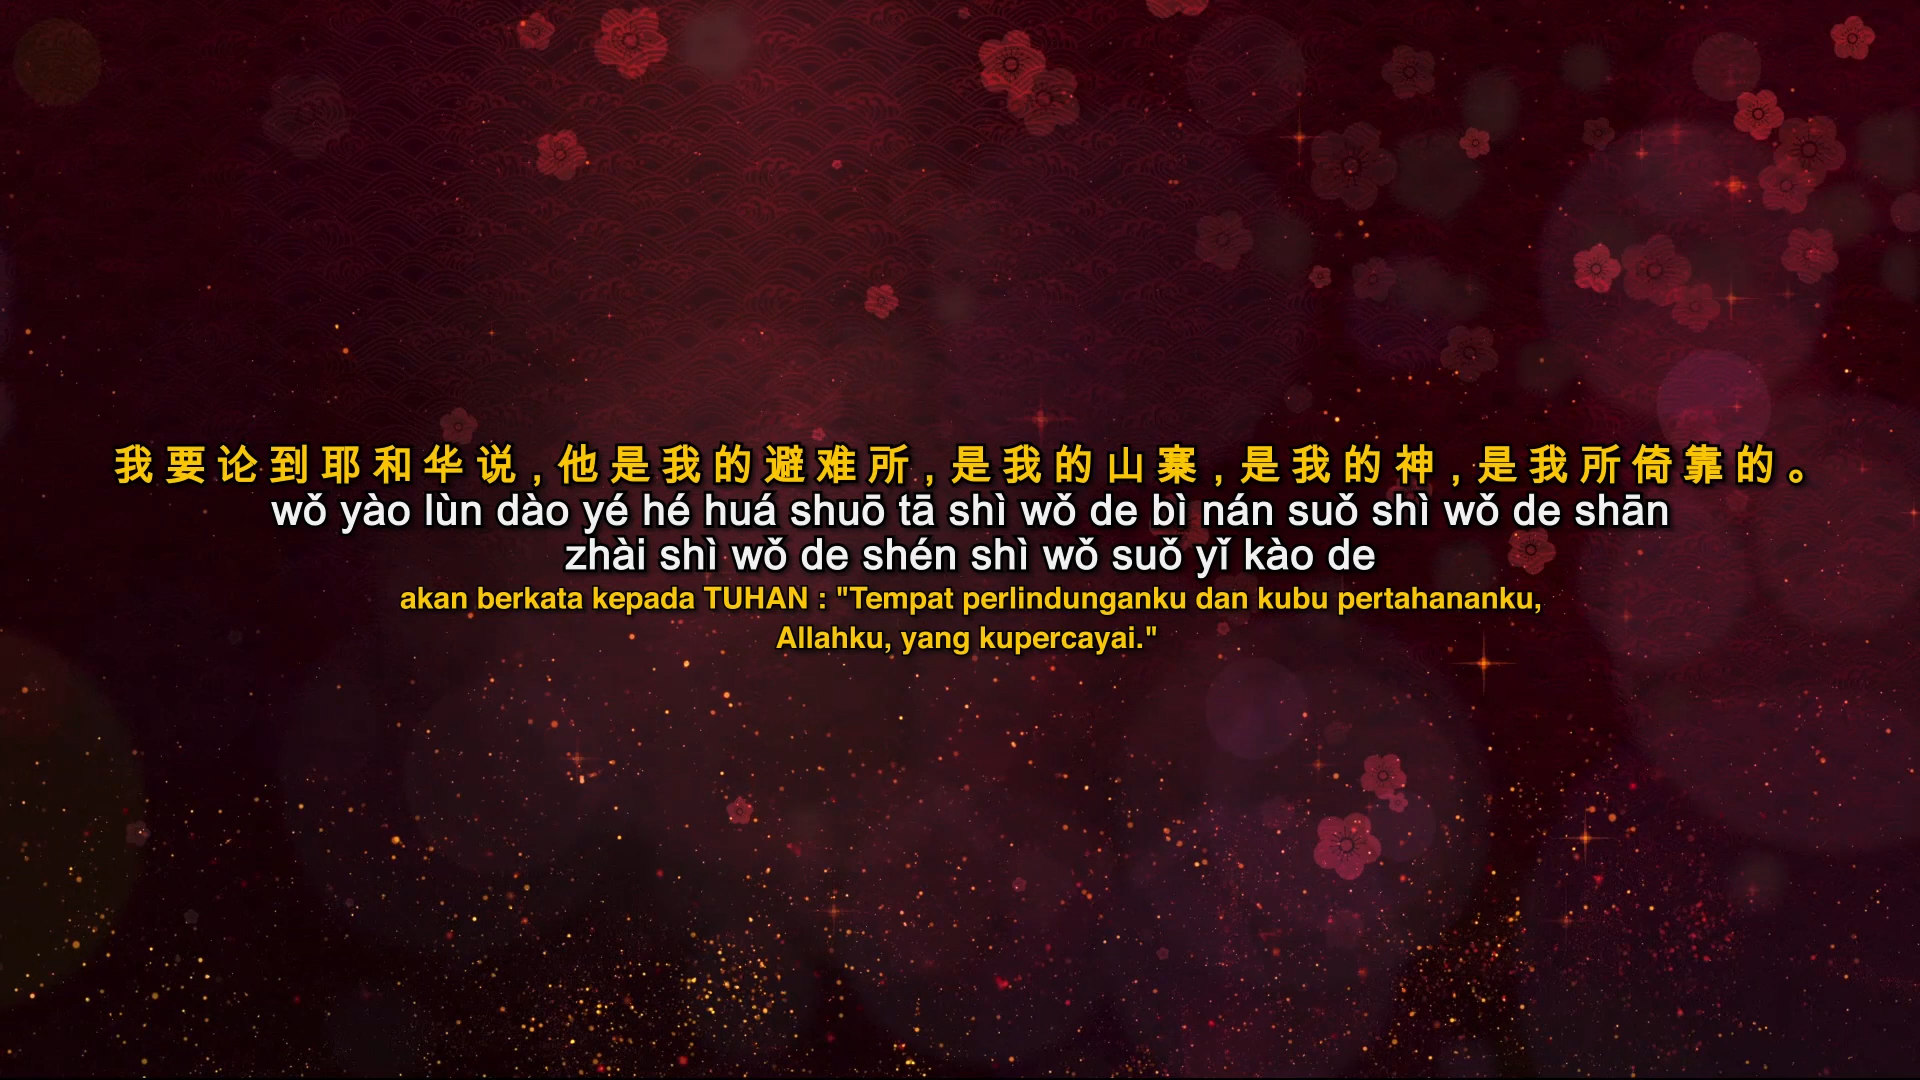 我要论到耶和华说,他是我的避难所,是我的山寨,是我的神,是我所倚靠的。
wǒ yào lùn dào yé hé huá shuō tā shì wǒ de bì nán suǒ shì wǒ de shān
zhài shì wǒ de shén shì wǒ suǒ yǐ kào de
akan berkata kepada TUHAN : "Tempat perlindunganku dan kubu pertahananku,
Allahku, yang kupercayai."